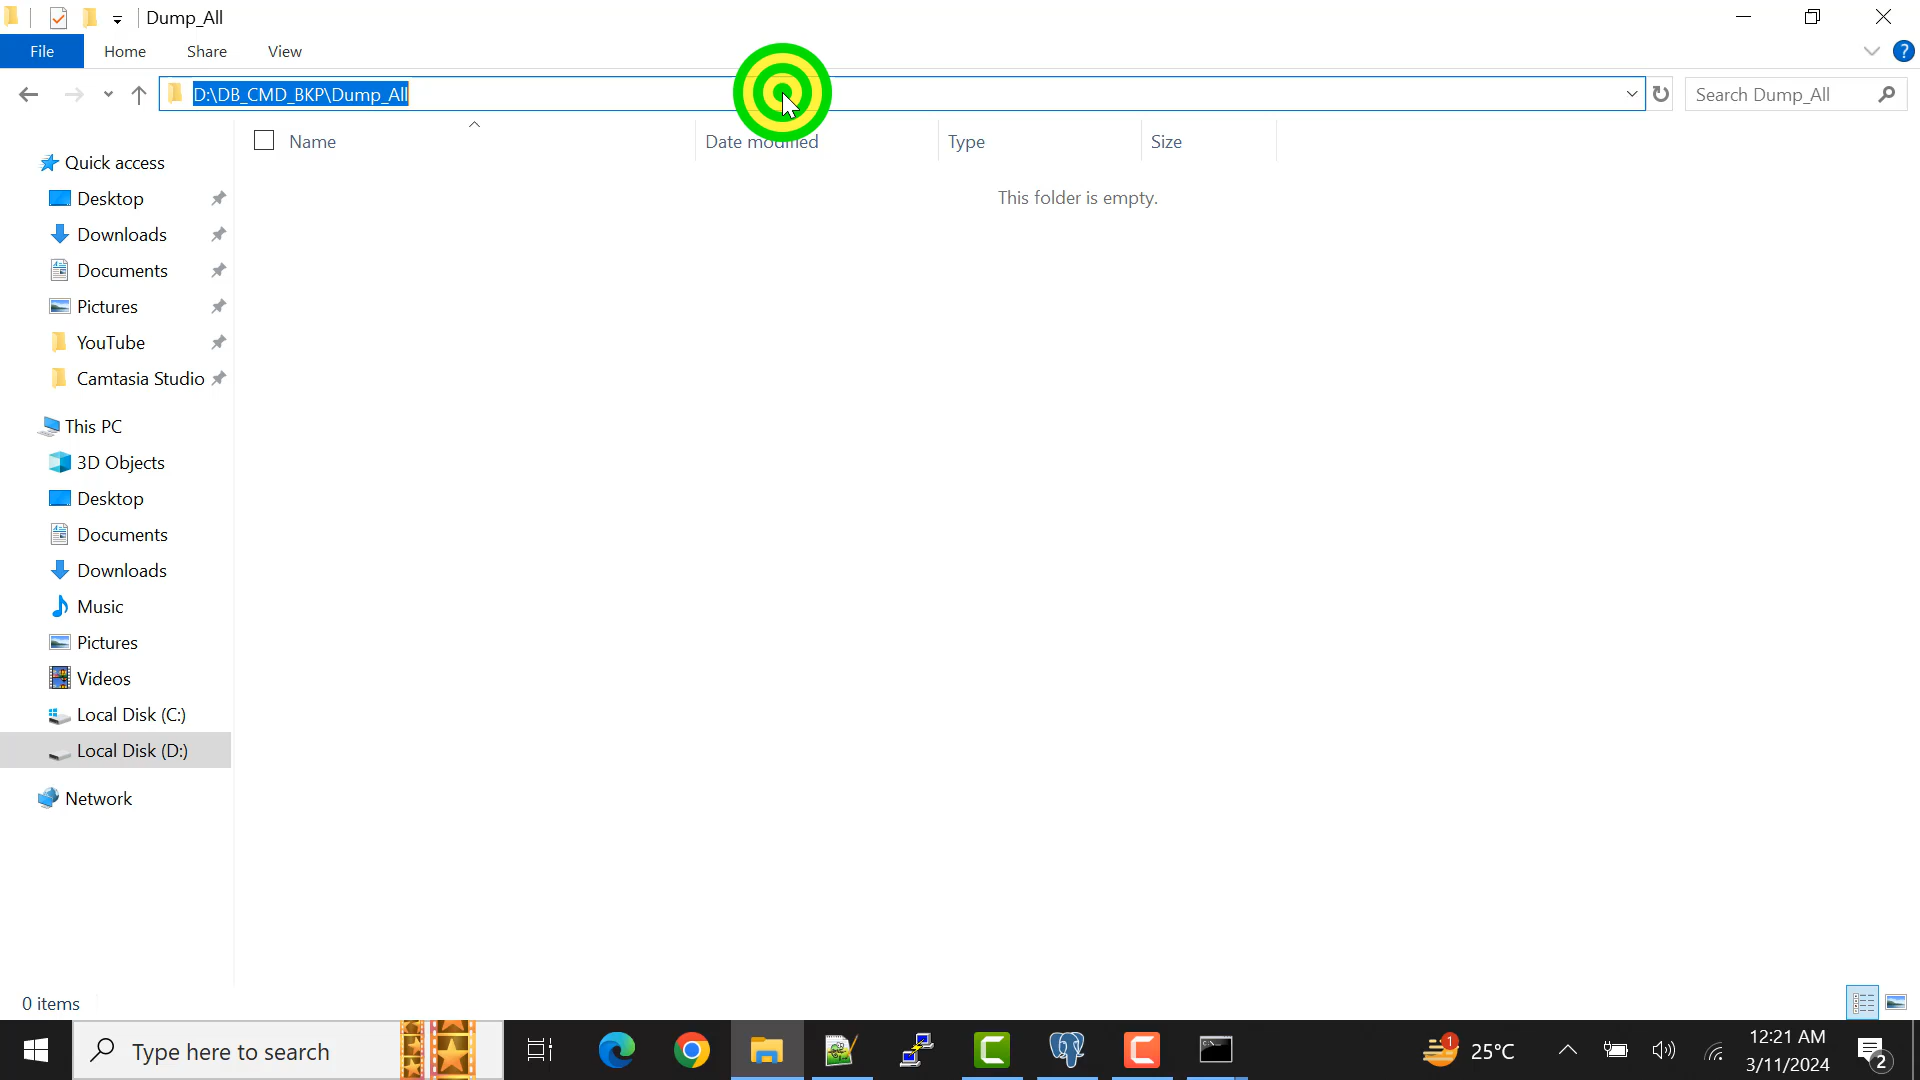 Dump_All
File Home Share View
D:\DB_CMD_BKP\Dump_All
Search Dump_All
Name Date modified Type Size
This folder is empty.
Quick access
Desktop
Downloads
Documents
Pictures
YouTube
Camtasia Studio
This PC
3D Objects
Desktop
Documents
Downloads
Music
Pictures
Videos
Local Disk (C:)
Local Disk (D:)
Network
0 items
Type here to search
1
25°C
12:21 AM
3/11/2024
2